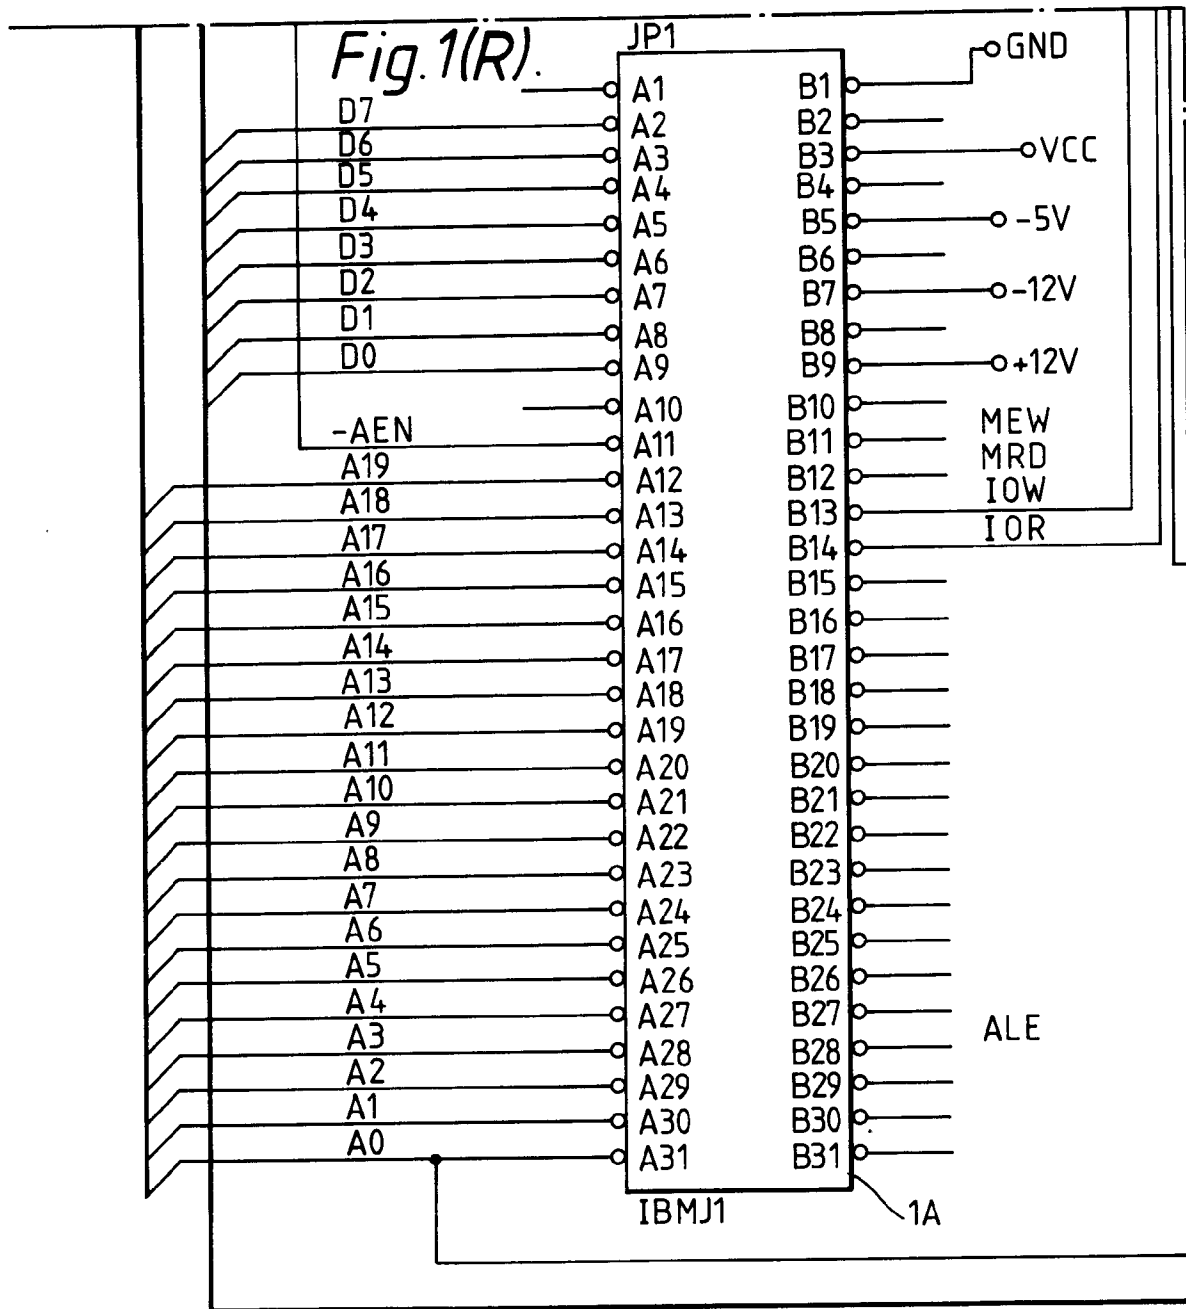 Fig.1(R).
JP1
GND
A1 B1
D7 A2 B2
D6 A3 B3 VCC
D5 A4 B4
D4 A5 B5 -5V
D3 A6 B6
D2 A7 B7 -12V
D1 A8 B8
D0 A9 B9 +12V
A10 B10
-AEN A11 B11 MEW
A19 A12 B12 MRD
A18 A13 B13 IOW
A17 A14 B14 IOR
A16 A15 B15
A15 A16 B16
A14 A17 B17
A13 A18 B18
A12 A19 B19
A11 A20 B20
A10 A21 B21
A9 A22 B22
A8 A23 B23
A7 A24 B24
A6 A25 B25
A5 A26 B26
A4 A27 B27
A3 A28 B28 ALE
A2 A29 B29
A1 A30 B30
A0 A31 B31
IBMJ1
1A